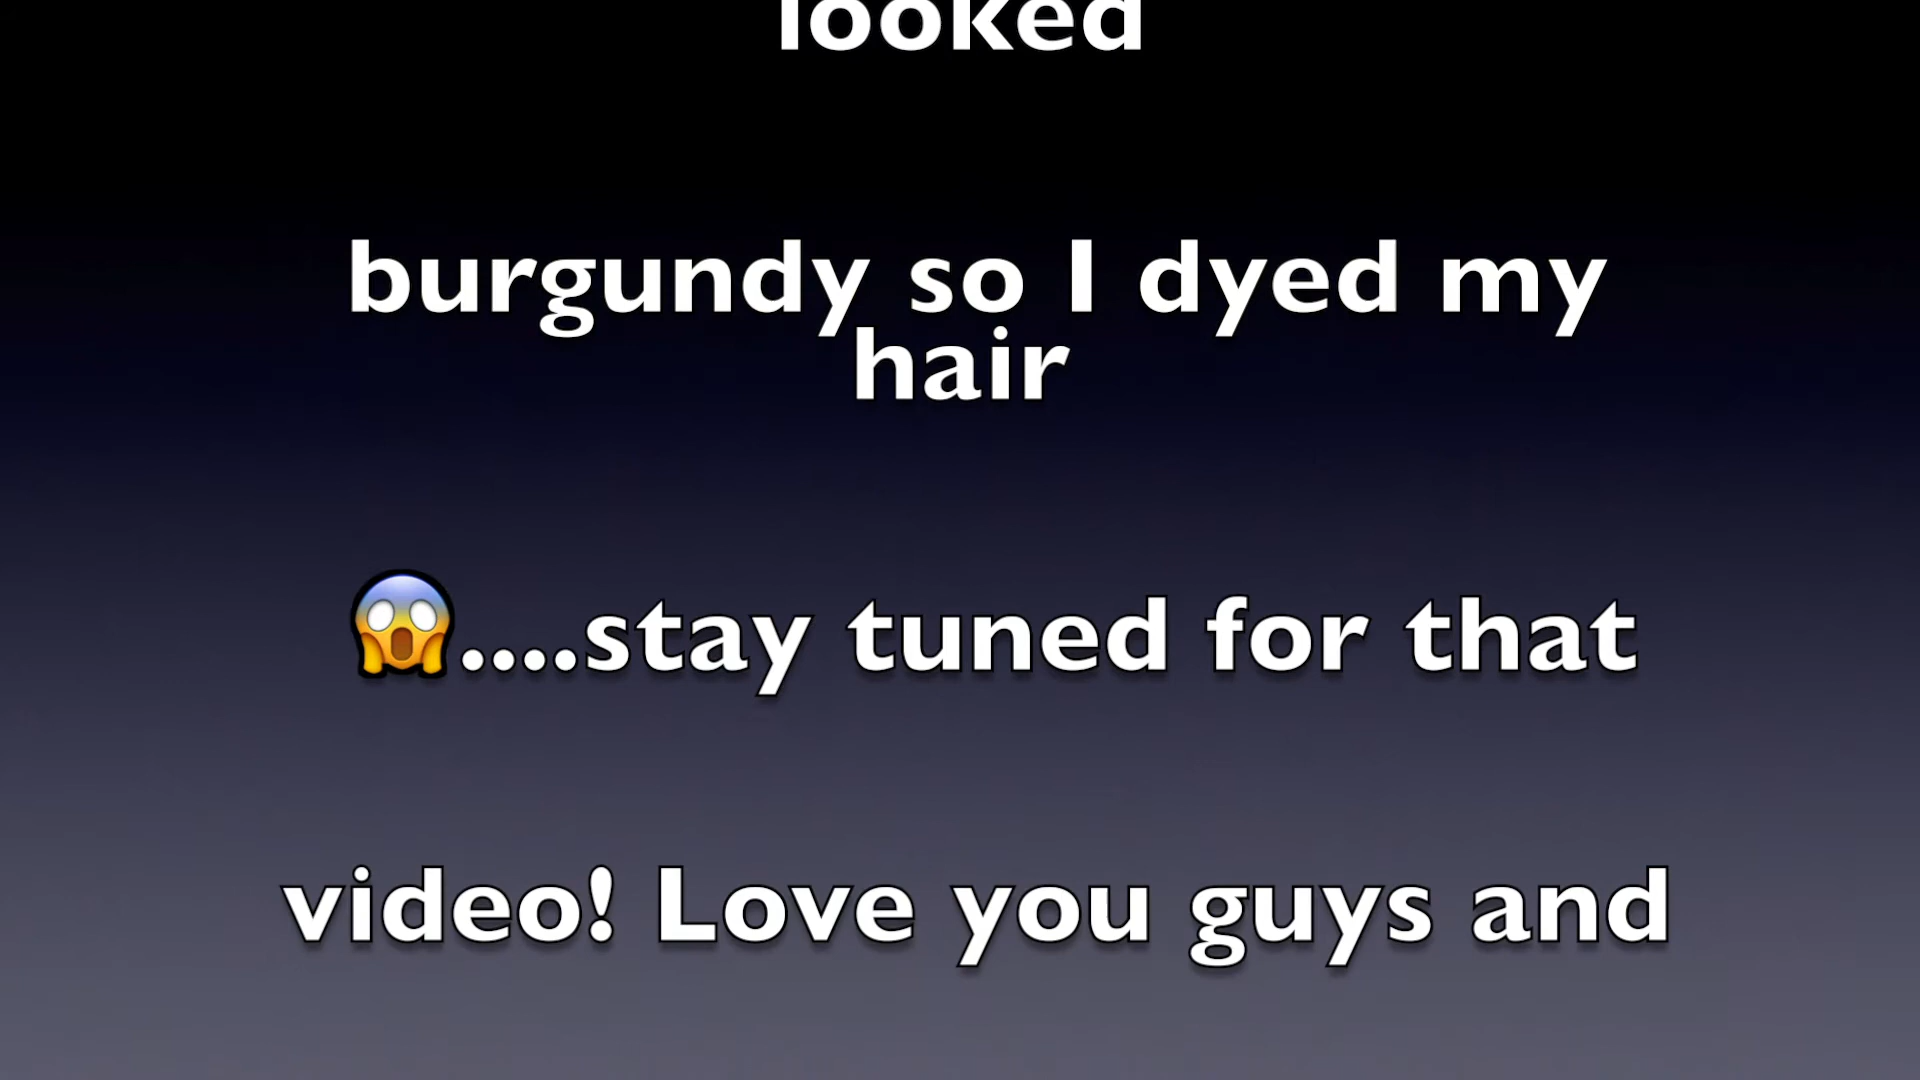 looked
burgundy so I dyed my
hair
😱....stay tuned for that
video! Love you guys and